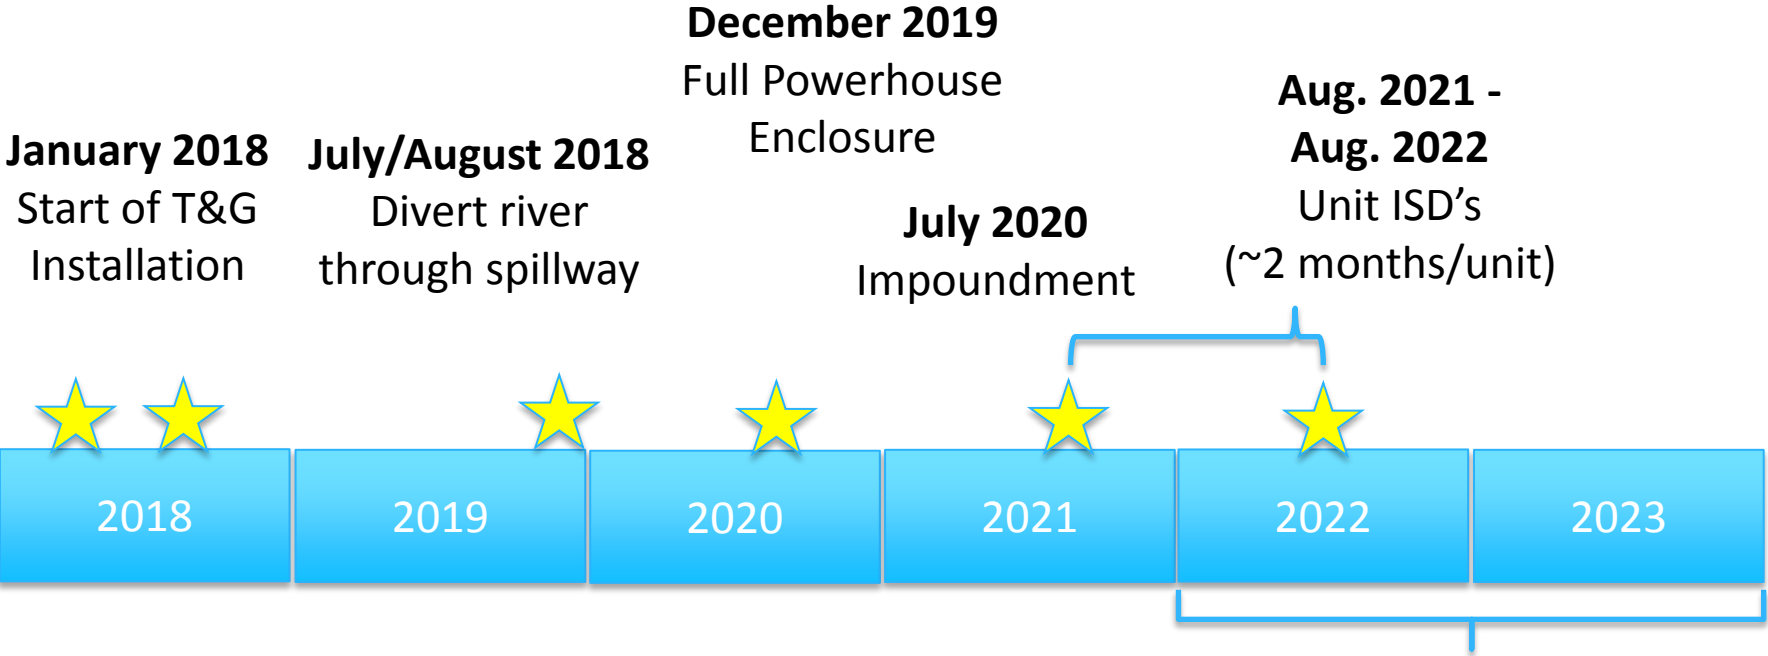 January 2018
Start of T&G
Installation
July/August 2018
Divert river
through spillway
December 2019
Full Powerhouse
Enclosure
July 2020
Impoundment
Aug. 2021 -
Aug. 2022
Unit ISD’s
(~2 months/unit)
2018
2019
2020
2021
2022
2023